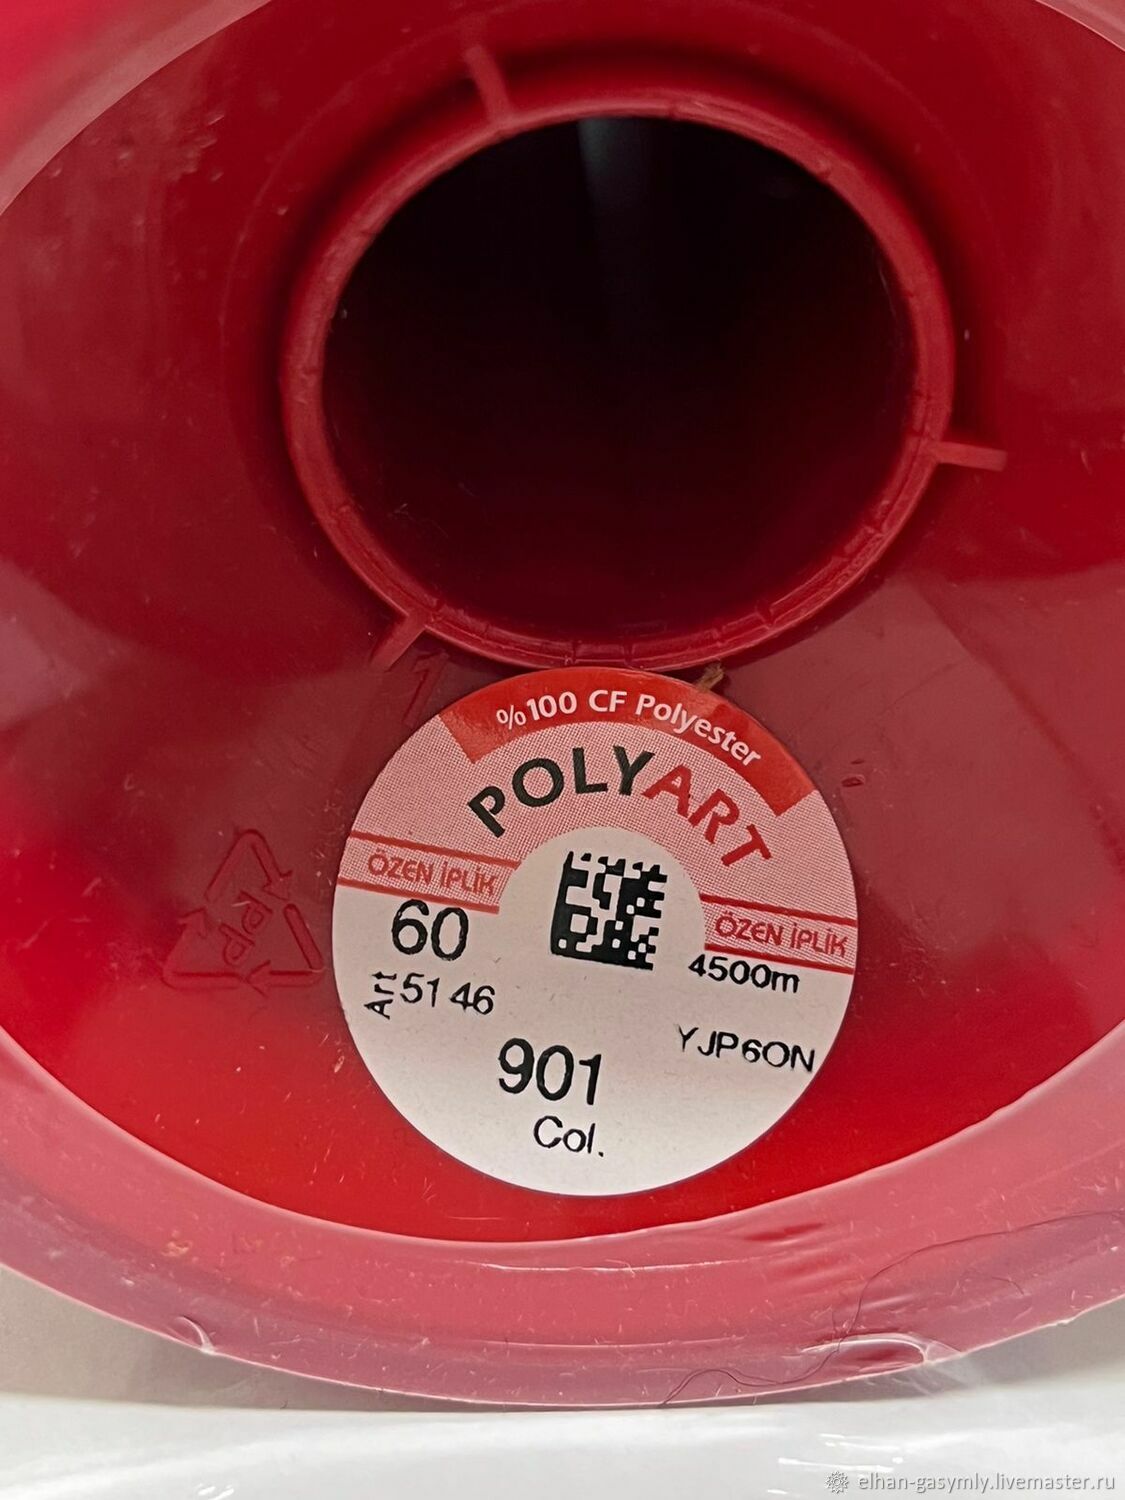 %100 CF Polyester
POLYART
ÖZEN İPLİK
ÖZEN İPLİK
60
4500m
Art 5146
YJP60N
901
Col.
PP
1
elhan-gasymly.livemaster.ru